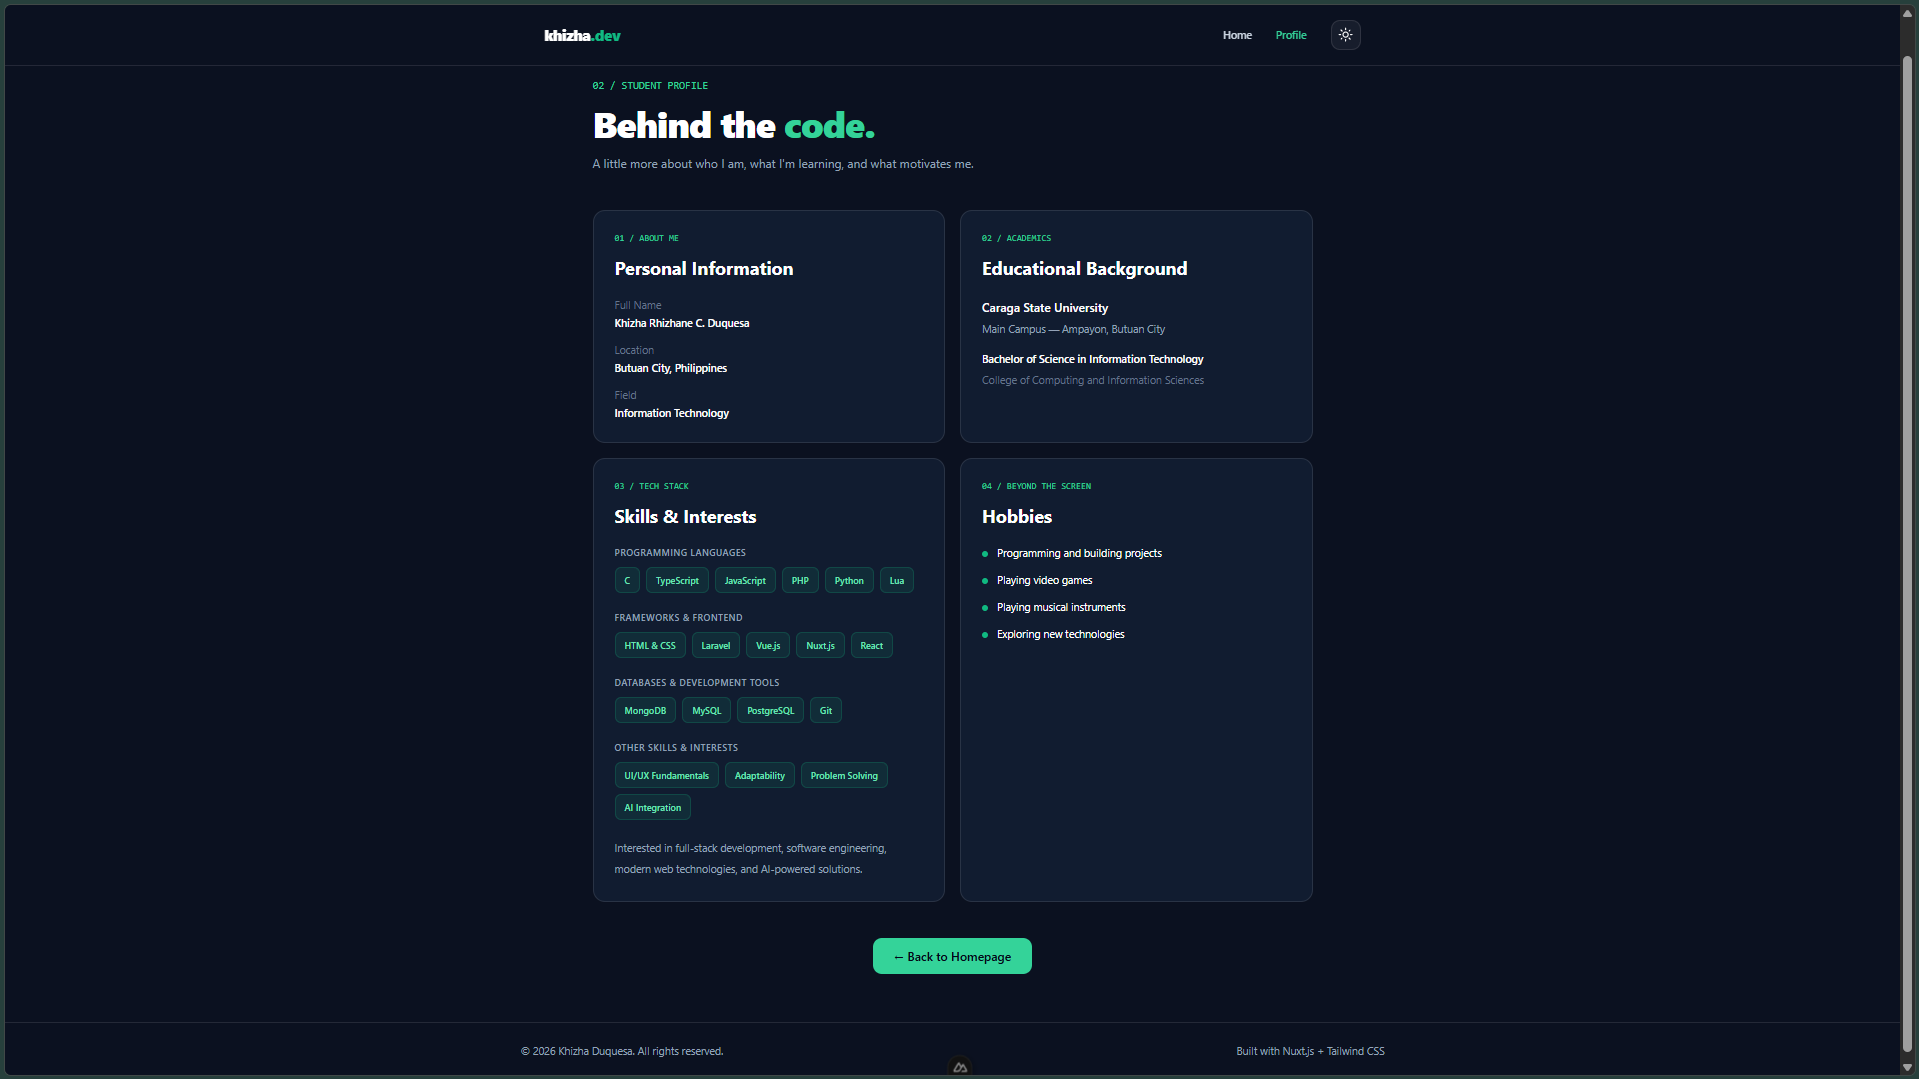 khizha.dev
Home
Profile
02 / STUDENT PROFILE
Behind the code.
A little more about who I am, what I'm learning, and what motivates me.
01 / ABOUT ME
Personal Information
Full Name
Khizha Rhizhane C. Duquesa
Location
Butuan City, Philippines
Field
Information Technology
02 / ACADEMICS
Educational Background
Caraga State University
Main Campus — Ampayon, Butuan City
Bachelor of Science in Information Technology
College of Computing and Information Sciences
03 / TECH STACK
Skills & Interests
PROGRAMMING LANGUAGES
C TypeScript JavaScript PHP Python Lua
FRAMEWORKS & FRONTEND
HTML & CSS Laravel Vue.js Nuxt.js React
DATABASES & DEVELOPMENT TOOLS
MongoDB MySQL PostgreSQL Git
OTHER SKILLS & INTERESTS
UI/UX Fundamentals Adaptability Problem Solving
AI Integration
Interested in full-stack development, software engineering,
modern web technologies, and AI-powered solutions.
04 / BEYOND THE SCREEN
Hobbies
Programming and building projects
Playing video games
Playing musical instruments
Exploring new technologies
← Back to Homepage
© 2026 Khizha Duquesa. All rights reserved.
Built with Nuxt.js + Tailwind CSS